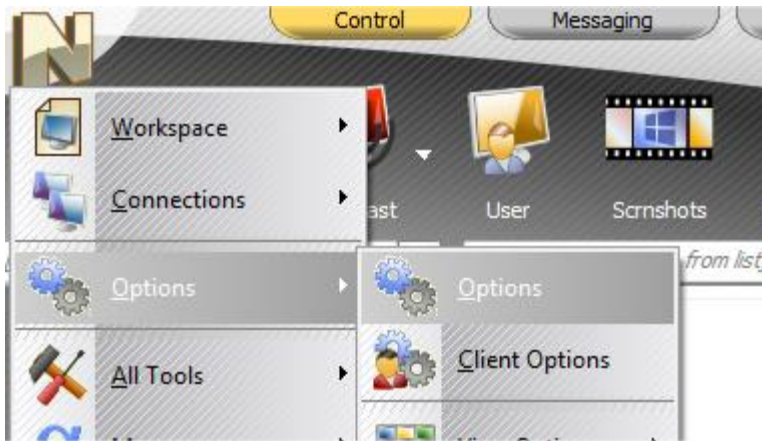 Control
Messaging
Workspace
Connections
ast
User
Scrnshots
from list
Options
Options
All Tools
Client Options